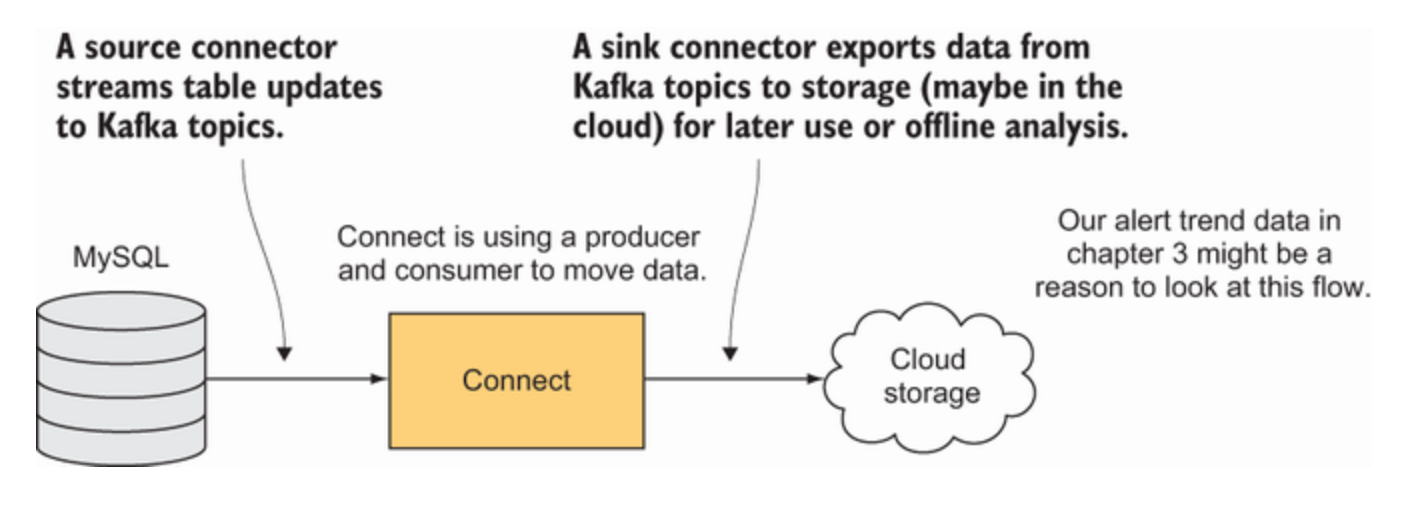 A source connector
streams table updates
to Kafka topics.
A sink connector exports data from
Kafka topics to storage (maybe in the
cloud) for later use or offline analysis.
Our alert trend data in
chapter 3 might be a
reason to look at this flow.
Connect is using a producer
and consumer to move data.
MySQL
Connect
Cloud
storage